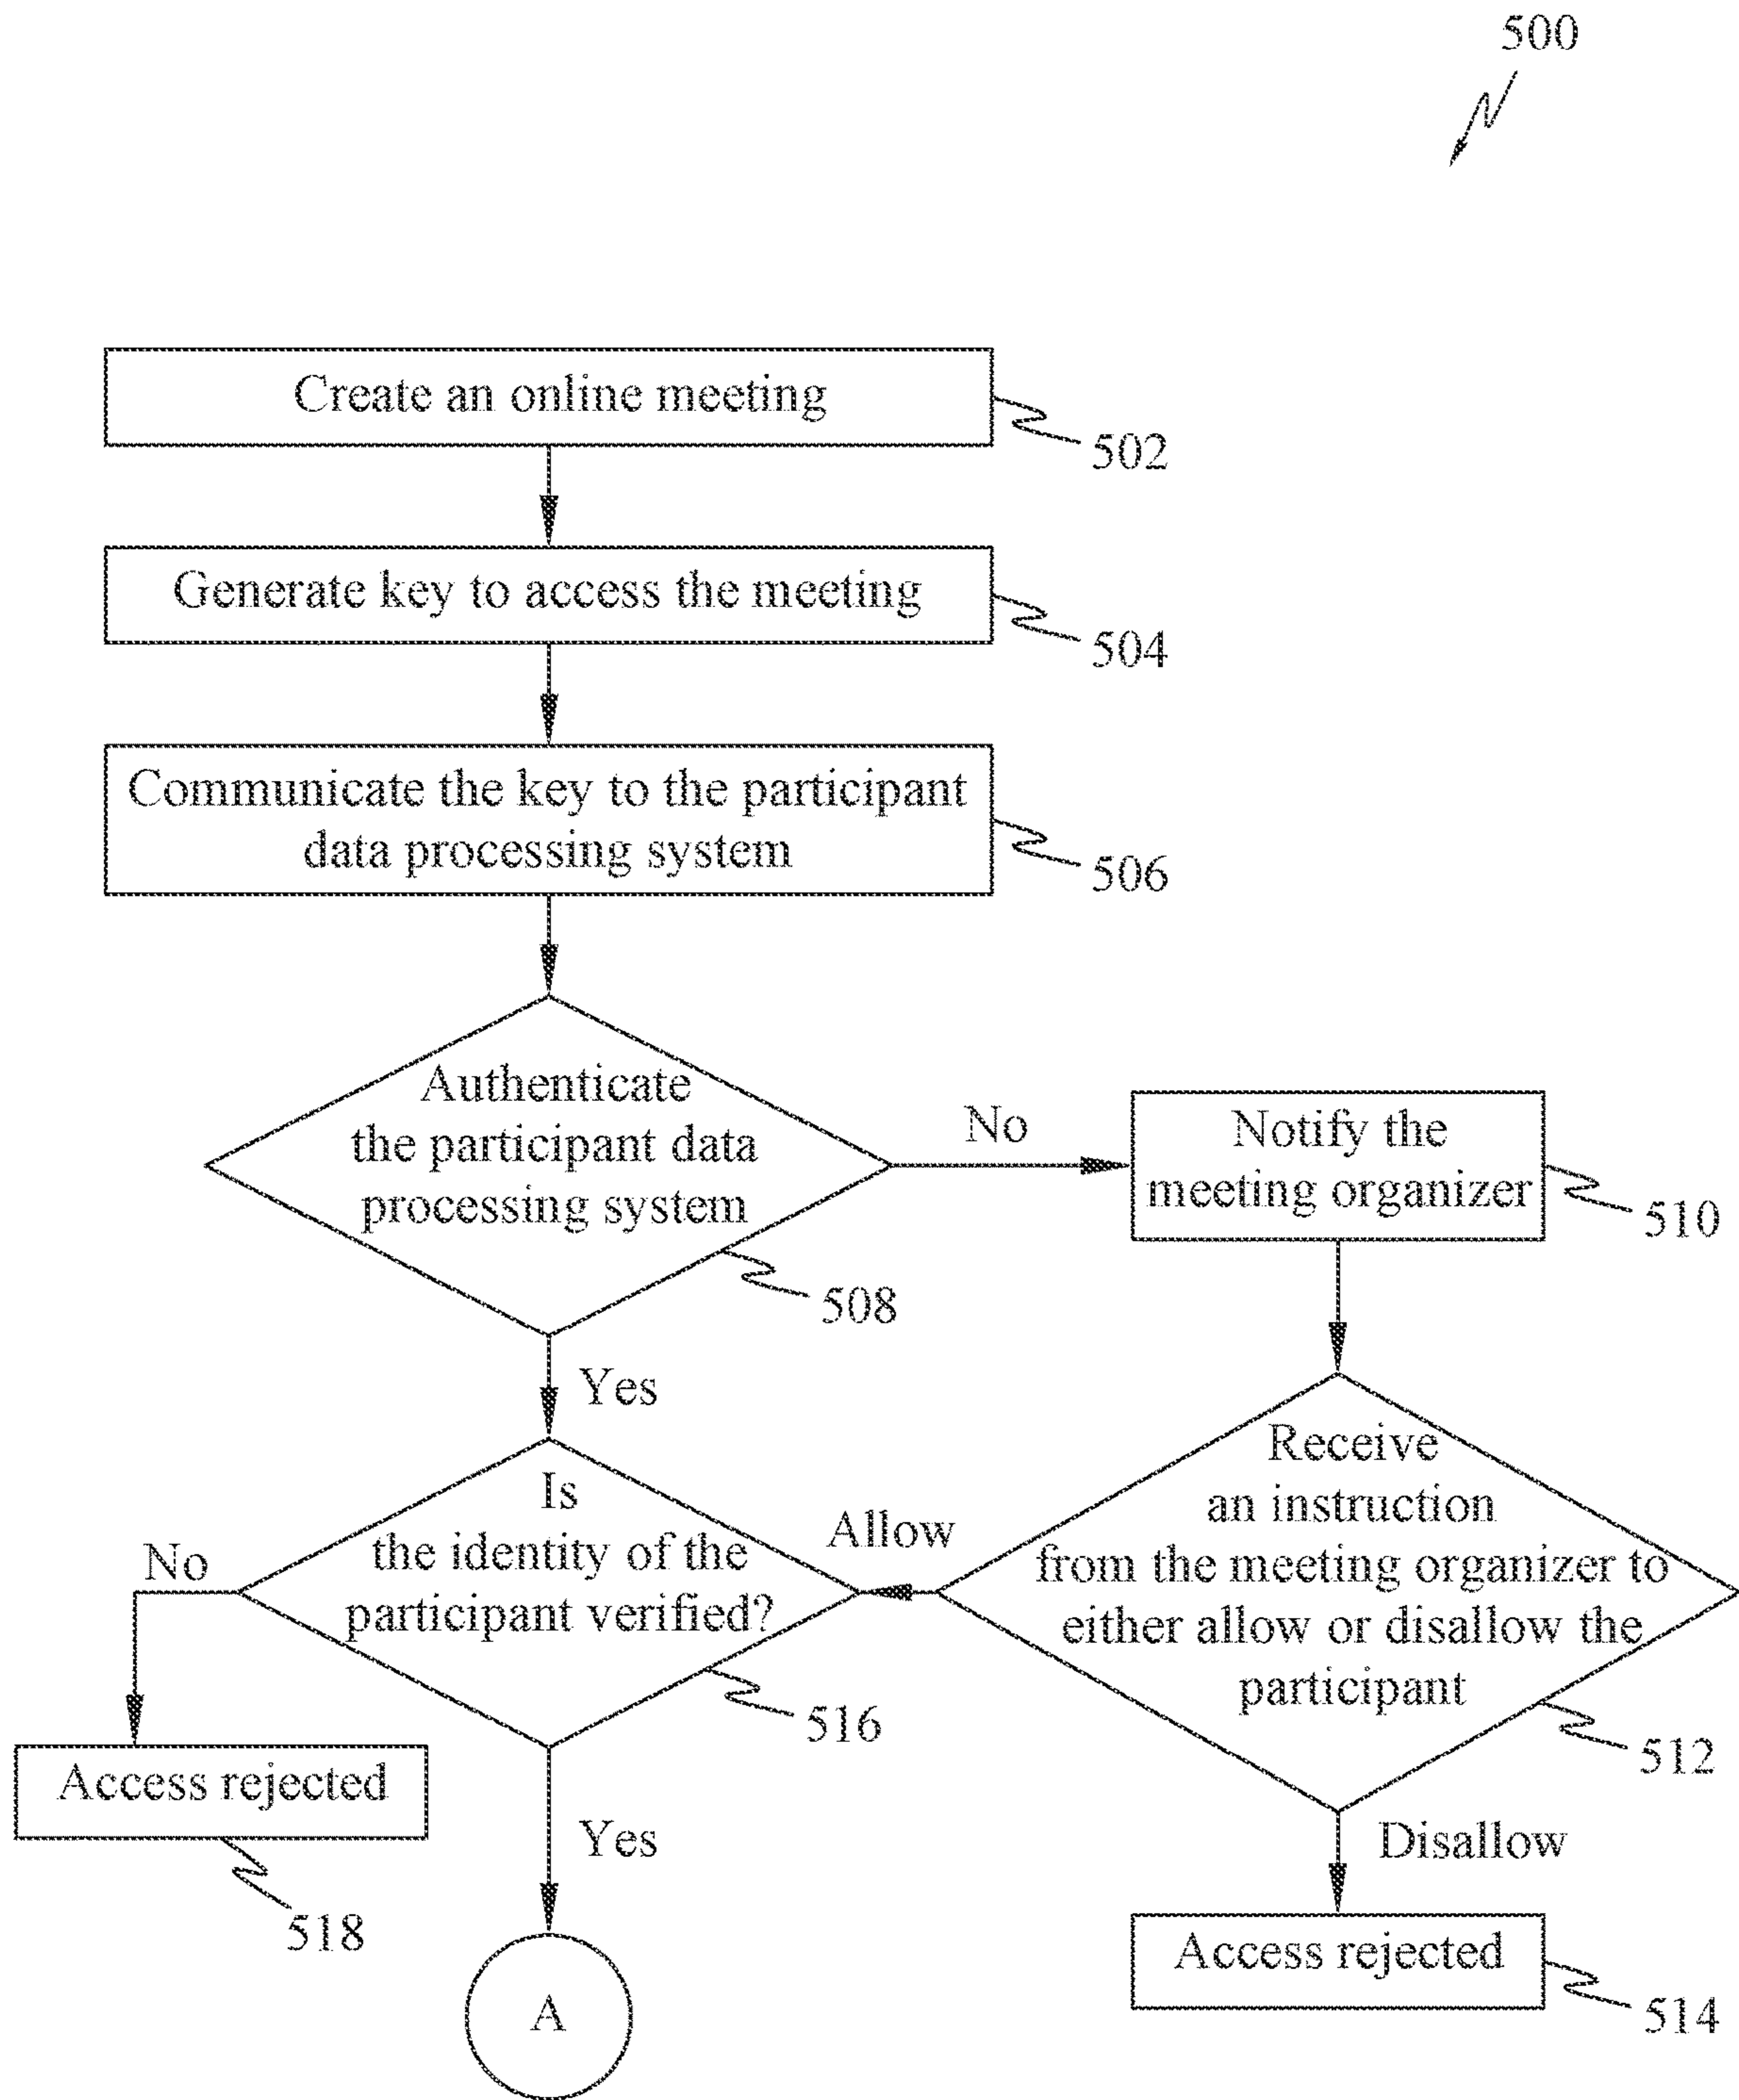 500
Create an online meeting
502
Generate key to access the meeting
504
Communicate the key to the participant
data processing system
506
Authenticate
the participant data
processing system
508
No
Notify the
meeting organizer
510
Yes
Receive
an instruction
from the meeting organizer to
either allow or disallow the
participant
512
Allow
Is
the identity of the
participant verified?
516
No
Access rejected
518
Yes
Disallow
Access rejected
514
A